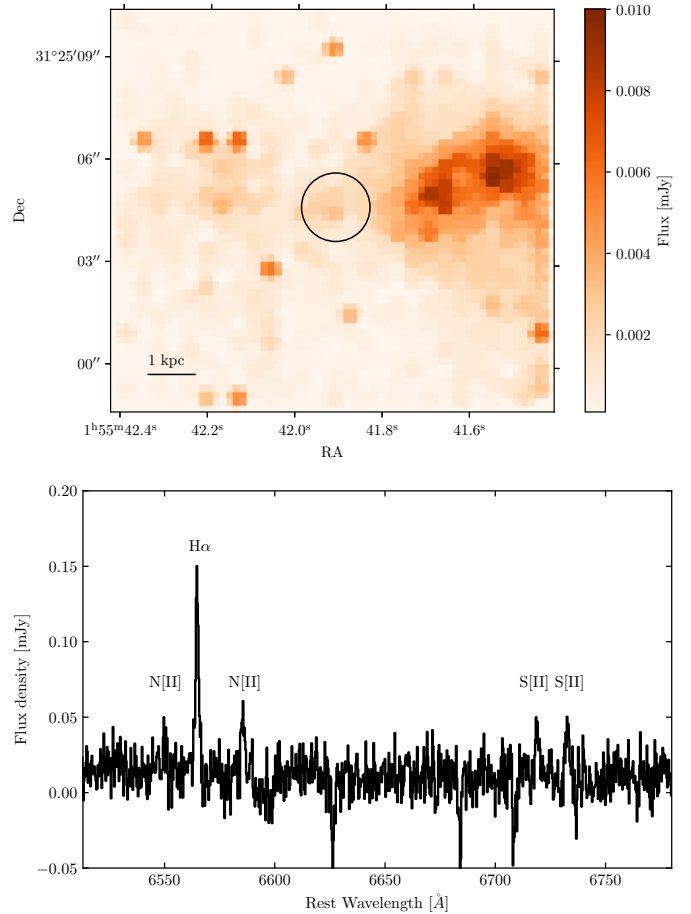 31°25′09″
06″
03″
00″
Dec
1 kpc
1ʰ55ᵐ42.4ˢ
42.2ˢ
42.0ˢ
41.8ˢ
41.6ˢ
RA
0.010
0.008
0.006
0.004
0.002
Flux [mJy]
0.20
0.15
0.10
0.05
0.00
−0.05
Flux density [mJy]
Hα
N[II]
N[II]
S[II] S[II]
6550
6600
6650
6700
6750
Rest Wavelength [Å]